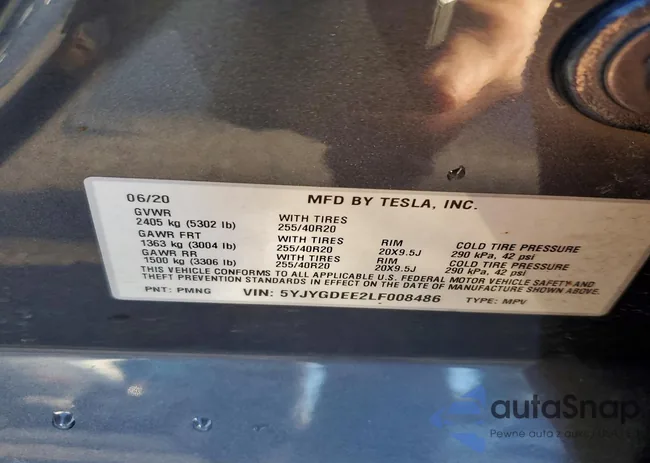 06/20 MFD BY TESLA, INC.
GVWR
2405 kg (5302 lb) WITH TIRES 255/40R20
GAWR FRT
1363 kg (3004 lb) WITH TIRES 255/40R20 RIM 20X9.5J COLD TIRE PRESSURE 290 kPa, 42 psi
GAWR RR
1500 kg (3306 lb) WITH TIRES 255/40R20 RIM 20X9.5J COLD TIRE PRESSURE 290 kPa, 42 psi
THIS VEHICLE CONFORMS TO ALL APPLICABLE U.S. FEDERAL MOTOR VEHICLE SAFETY AND
THEFT PREVENTION STANDARDS IN EFFECT ON THE DATE OF MANUFACTURE SHOWN ABOVE.
PNT: PMNG VIN: 5YJYGDEE2LF008486 TYPE: MPV
autaSnap
Pewne auta z